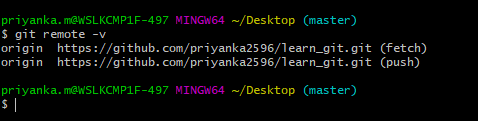 priyanka.m@WSLKCMP1F-497 MINGW64 ~/Desktop (master)
$ git remote -v
origin  https://github.com/priyanka2596/learn_git.git (fetch)
origin  https://github.com/priyanka2596/learn_git.git (push)
priyanka.m@WSLKCMP1F-497 MINGW64 ~/Desktop (master)
$